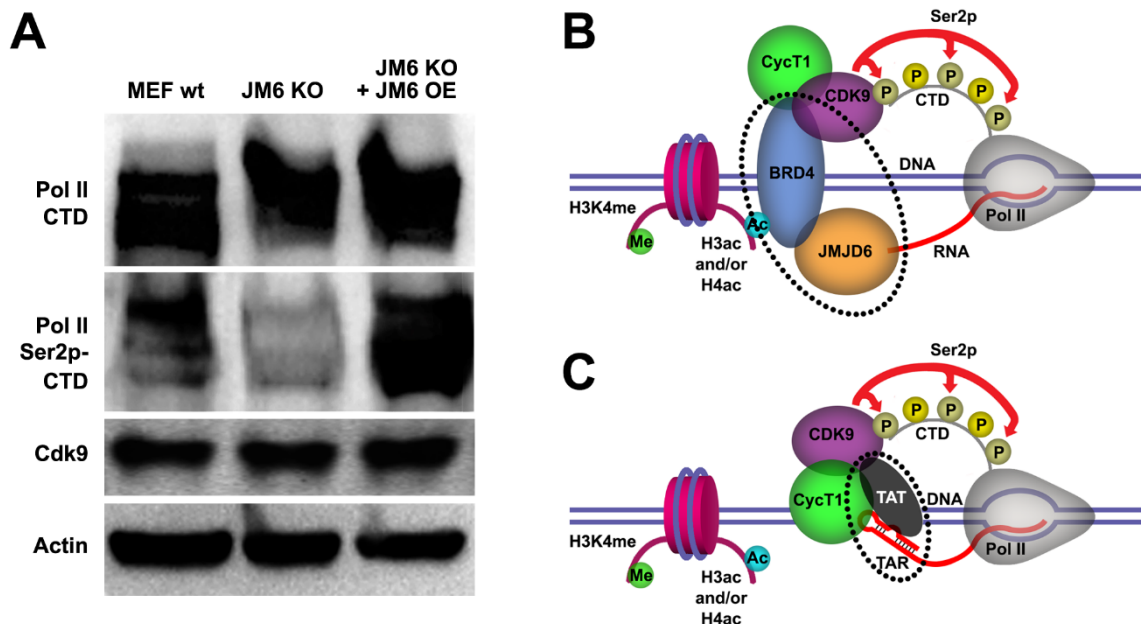 A
MEF wt
JM6 KO
JM6 KO
+ JM6 OE
Pol II
CTD
Pol II
Ser2p-
CTD
Cdk9
Actin
B
Ser2p
CycT1
CDK9
P
P
P
P
P
CTD
BRD4
DNA
H3K4me
Pol II
Me
Ac
H3ac
and/or
H4ac
JMJD6
RNA
C
Ser2p
CDK9
P
P
P
P
P
CTD
CycT1
TAT
DNA
H3K4me
Pol II
Me
Ac
TAR
H3ac
and/or
H4ac